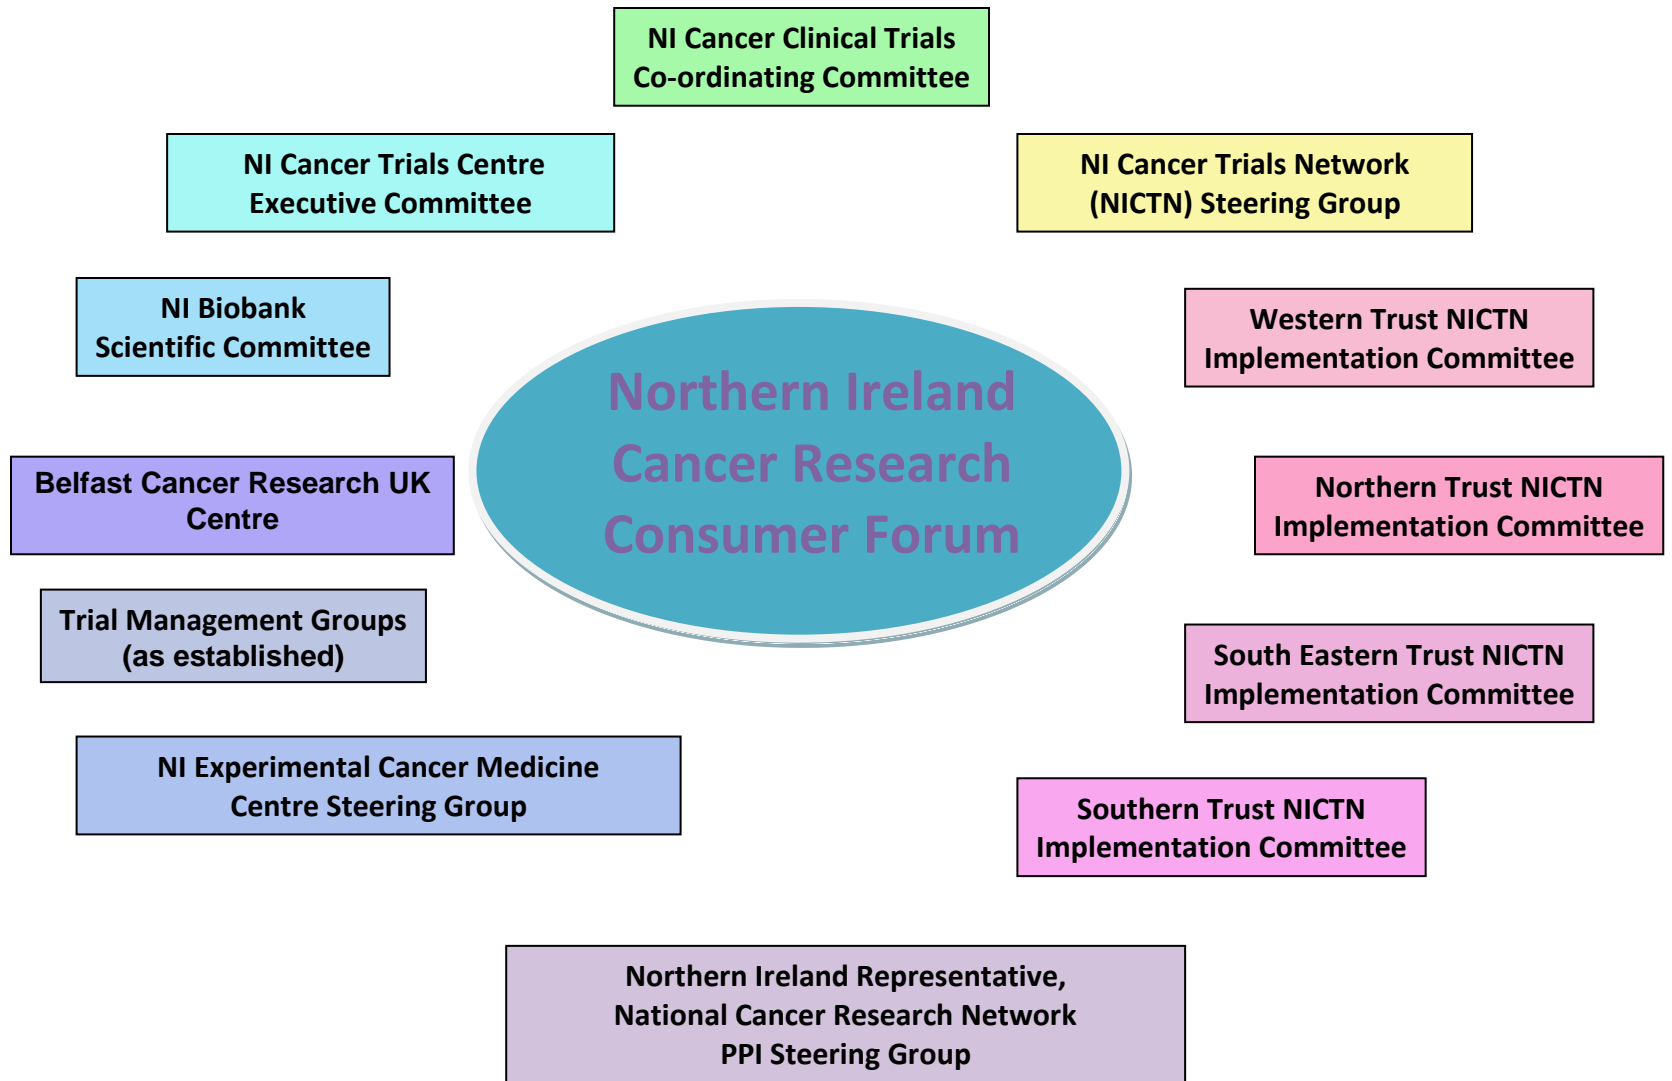 NI Cancer Clinical Trials
Co-ordinating Committee
NI Cancer Trials Centre
Executive Committee
NI Cancer Trials Network
(NICTN) Steering Group
NI Biobank
Scientific Committee
Western Trust NICTN
Implementation Committee
Northern Ireland
Cancer Research
Consumer Forum
Belfast Cancer Research UK
Centre
Northern Trust NICTN
Implementation Committee
Trial Management Groups
(as established)
South Eastern Trust NICTN
Implementation Committee
NI Experimental Cancer Medicine
Centre Steering Group
Southern Trust NICTN
Implementation Committee
Northern Ireland Representative,
National Cancer Research Network
PPI Steering Group